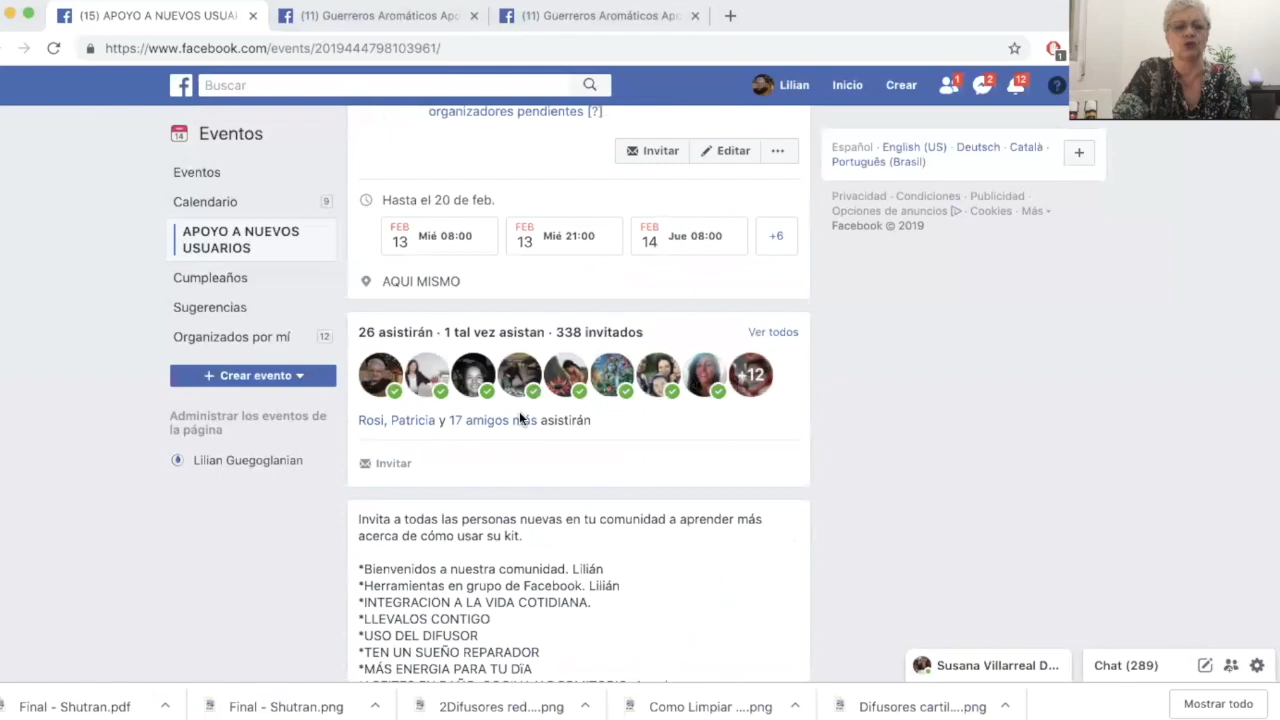 (15) APOYO A NUEVOS USUA
(11) Guerreros Aromáticos Apo
(11) Guerreros Aromáticos Apo
https://www.facebook.com/events/2019444798103961/
1
Buscar
Lilian
Inicio
Crear
1
2
12
organizadores pendientes [?]
14
Eventos
Invitar
Editar
Español · English (US) · Deutsch · Català ·
Português (Brasil)
Eventos
Calendario
9
APOYO A NUEVOS
USUARIOS
Cumpleaños
Sugerencias
Organizados por mí
12
+ Crear evento
Administrar los eventos de
la página
Lilian Guegoglanian
Hasta el 20 de feb.
FEB
13
Mié 08:00
FEB
13
Mié 21:00
FEB
14
Jue 08:00
+6
AQUI MISMO
Privacidad · Condiciones · Publicidad ·
Opciones de anuncios · Cookies · Más
Facebook © 2019
26 asistirán · 1 tal vez asistan · 338 invitados
Ver todos
+12
Rosi, Patricia y 17 amigos más asistirán
Invitar
Invita a todas las personas nuevas en tu comunidad a aprender más
acerca de cómo usar su kit.
*Bienvenidos a nuestra comunidad. Lilián
*Herramientas en grupo de Facebook. Lilián
*INTEGRACION A LA VIDA COTIDIANA.
*LLEVALOS CONTIGO
*USO DEL DIFUSOR
*TEN UN SUEÑO REPARADOR
*MÁS ENERGIA PARA TU DïA
Susana Villarreal D...
Chat (289)
Final - Shutran.pdf
Final - Shutran.png
2Difusores red....png
Como Limpiar ....png
Difusores cartil....png
Mostrar todo